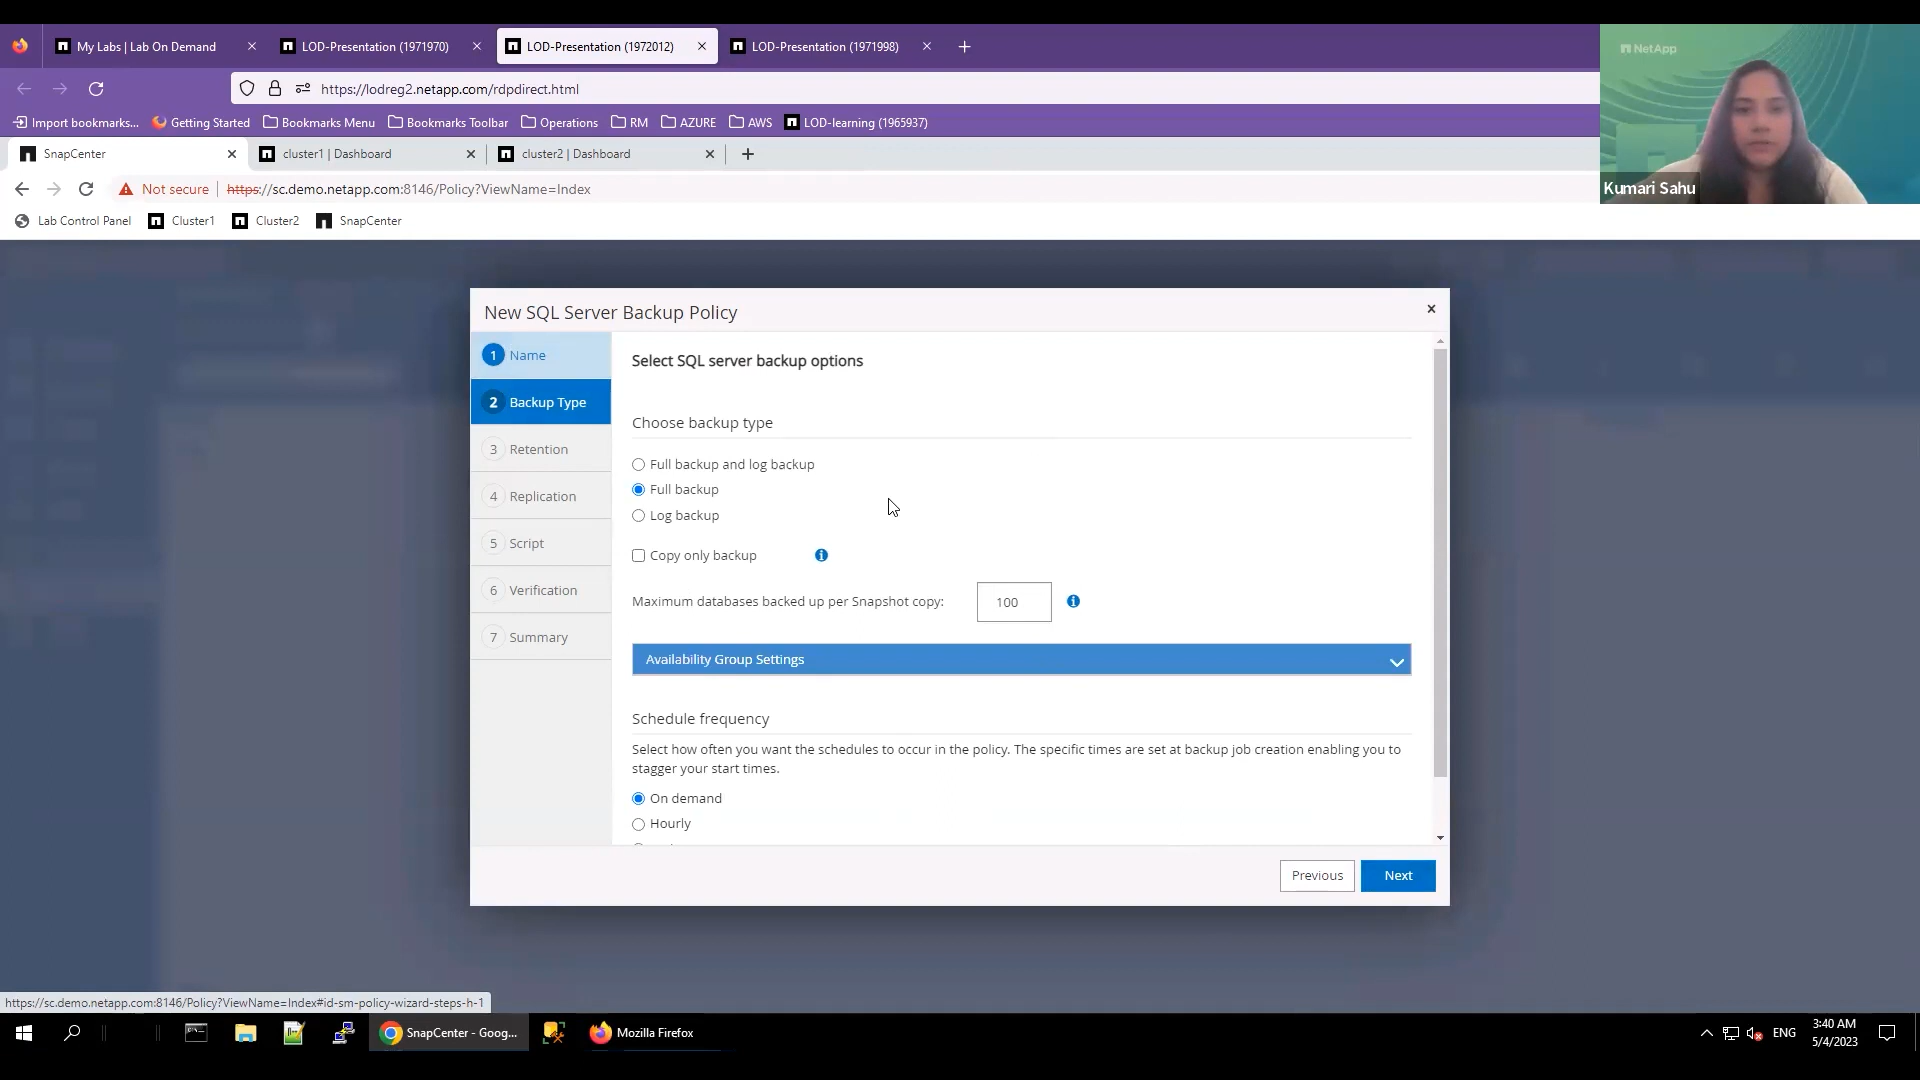 My Labs | Lab On Demand
LOD-Presentation (1971970)
LOD-Presentation (1972012)
LOD-Presentation (1971998)
https://lodreg2.netapp.com/rdpdirect.html
Import bookmarks...
Getting Started
Bookmarks Menu
Bookmarks Toolbar
Operations
RM
AZURE
AWS
LOD-learning (1965937)
NetApp
Kumari Sahu
SnapCenter
cluster1 | Dashboard
cluster2 | Dashboard
Not secure
https://sc.demo.netapp.com:8146/Policy?ViewName=Index
Lab Control Panel
Cluster1
Cluster2
SnapCenter
New SQL Server Backup Policy
1 Name
2 Backup Type
3 Retention
4 Replication
5 Script
6 Verification
7 Summary
Select SQL server backup options
Choose backup type
Full backup and log backup
Full backup
Log backup
Copy only backup
Maximum databases backed up per Snapshot copy:
100
Availability Group Settings
Schedule frequency
Select how often you want the schedules to occur in the policy. The specific times are set at backup job creation enabling you to
stagger your start times.
On demand
Hourly
Previous
Next
https://sc.demo.netapp.com:8146/Policy?ViewName=Index#id-sm-policy-wizard-steps-h-1
SnapCenter - Goog...
Mozilla Firefox
ENG
3:40 AM
5/4/2023